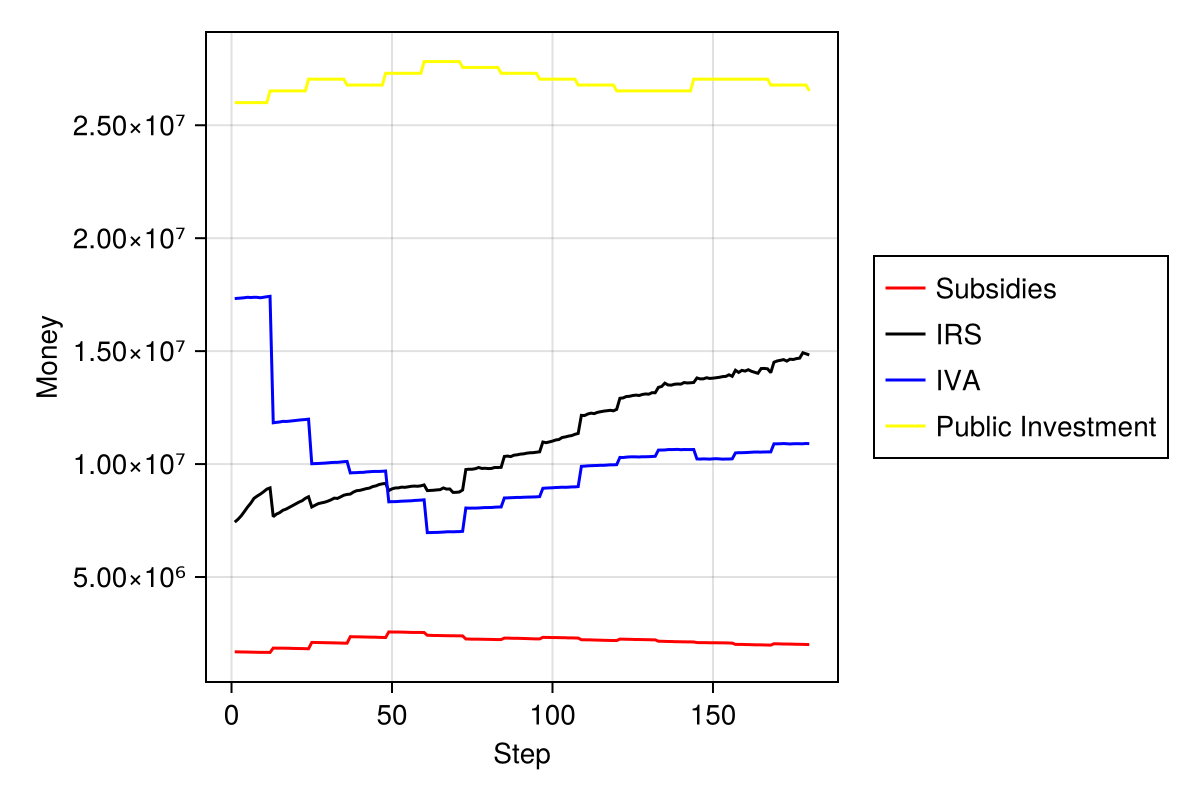 2.50×10⁷
2.00×10⁷
1.50×10⁷
1.00×10⁷
5.00×10⁶
Money
0 50 100 150
Step
Subsidies
IRS
IVA
Public Investment